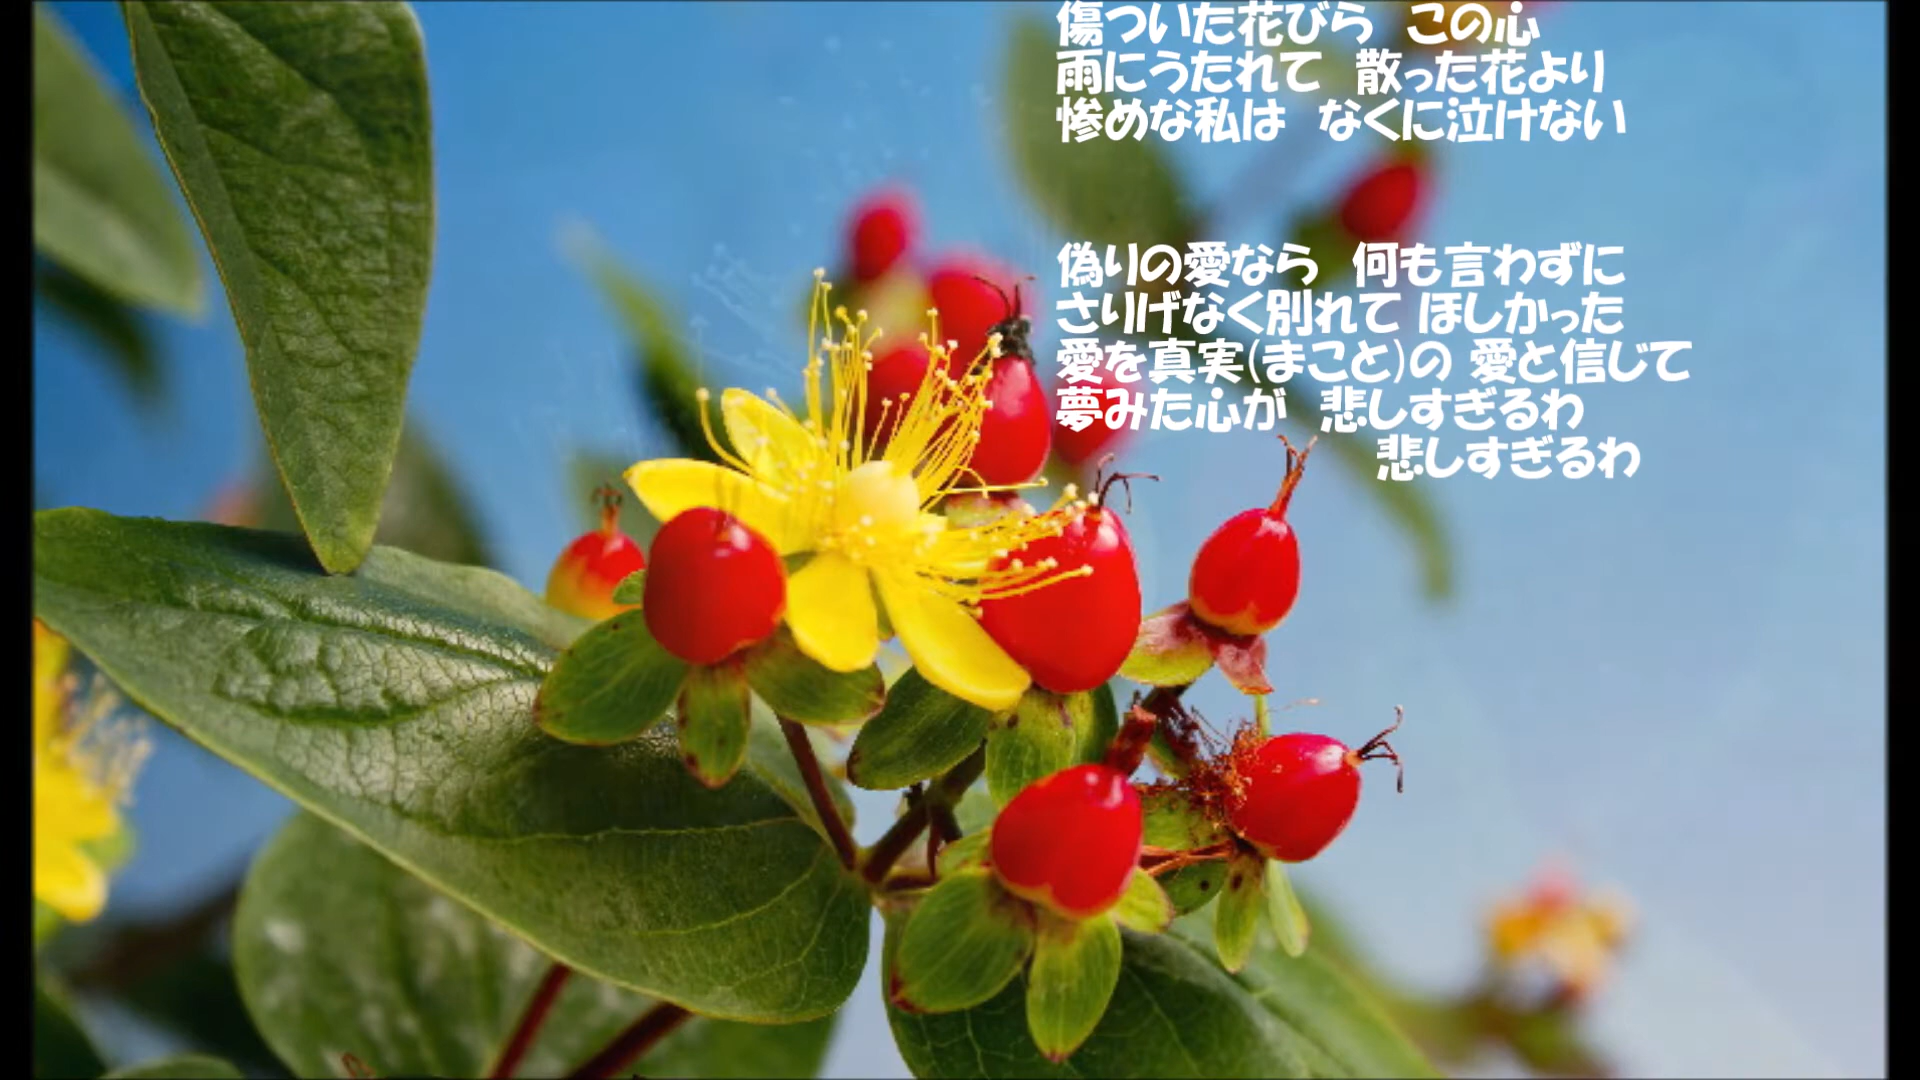 傷ついた花びら　この心
雨にうたれて　散った花より
惨めな私は　なくに泣けない
偽りの愛なら　何も言わずに
さりげなく別れて ほしかった
愛を真実(まこと)の 愛と信じて
夢みた心が　悲しすぎるわ
悲しすぎるわ